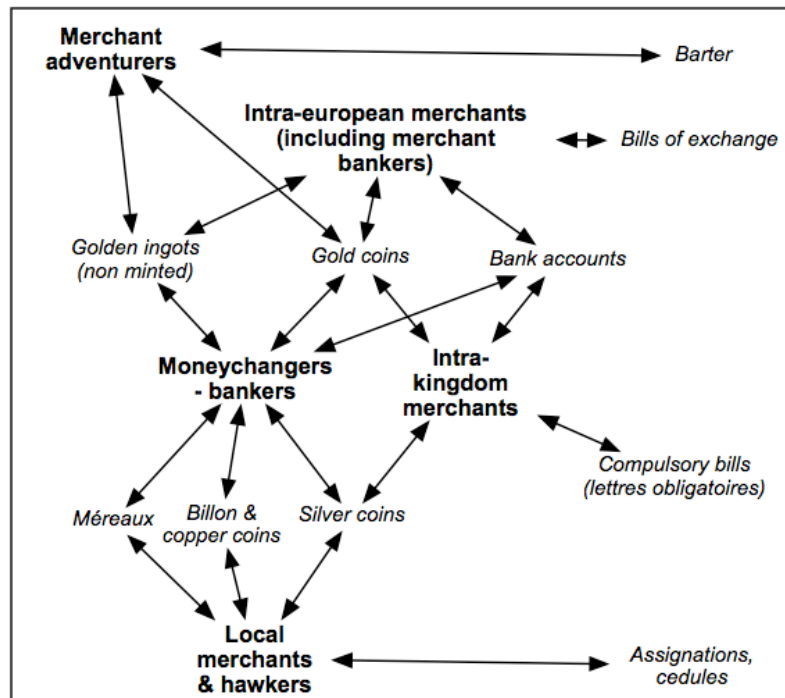 Merchant
adventurers
Barter
Intra-european merchants
(including merchant
bankers)
Bills of exchange
Golden ingots
(non minted)
Gold coins
Bank accounts
Moneychangers
- bankers
Intra-
kingdom
merchants
Compulsory bills
(lettres obligatoires)
Méreaux
Billon &
copper coins
Silver coins
Local
merchants
& hawkers
Assignations,
cedules